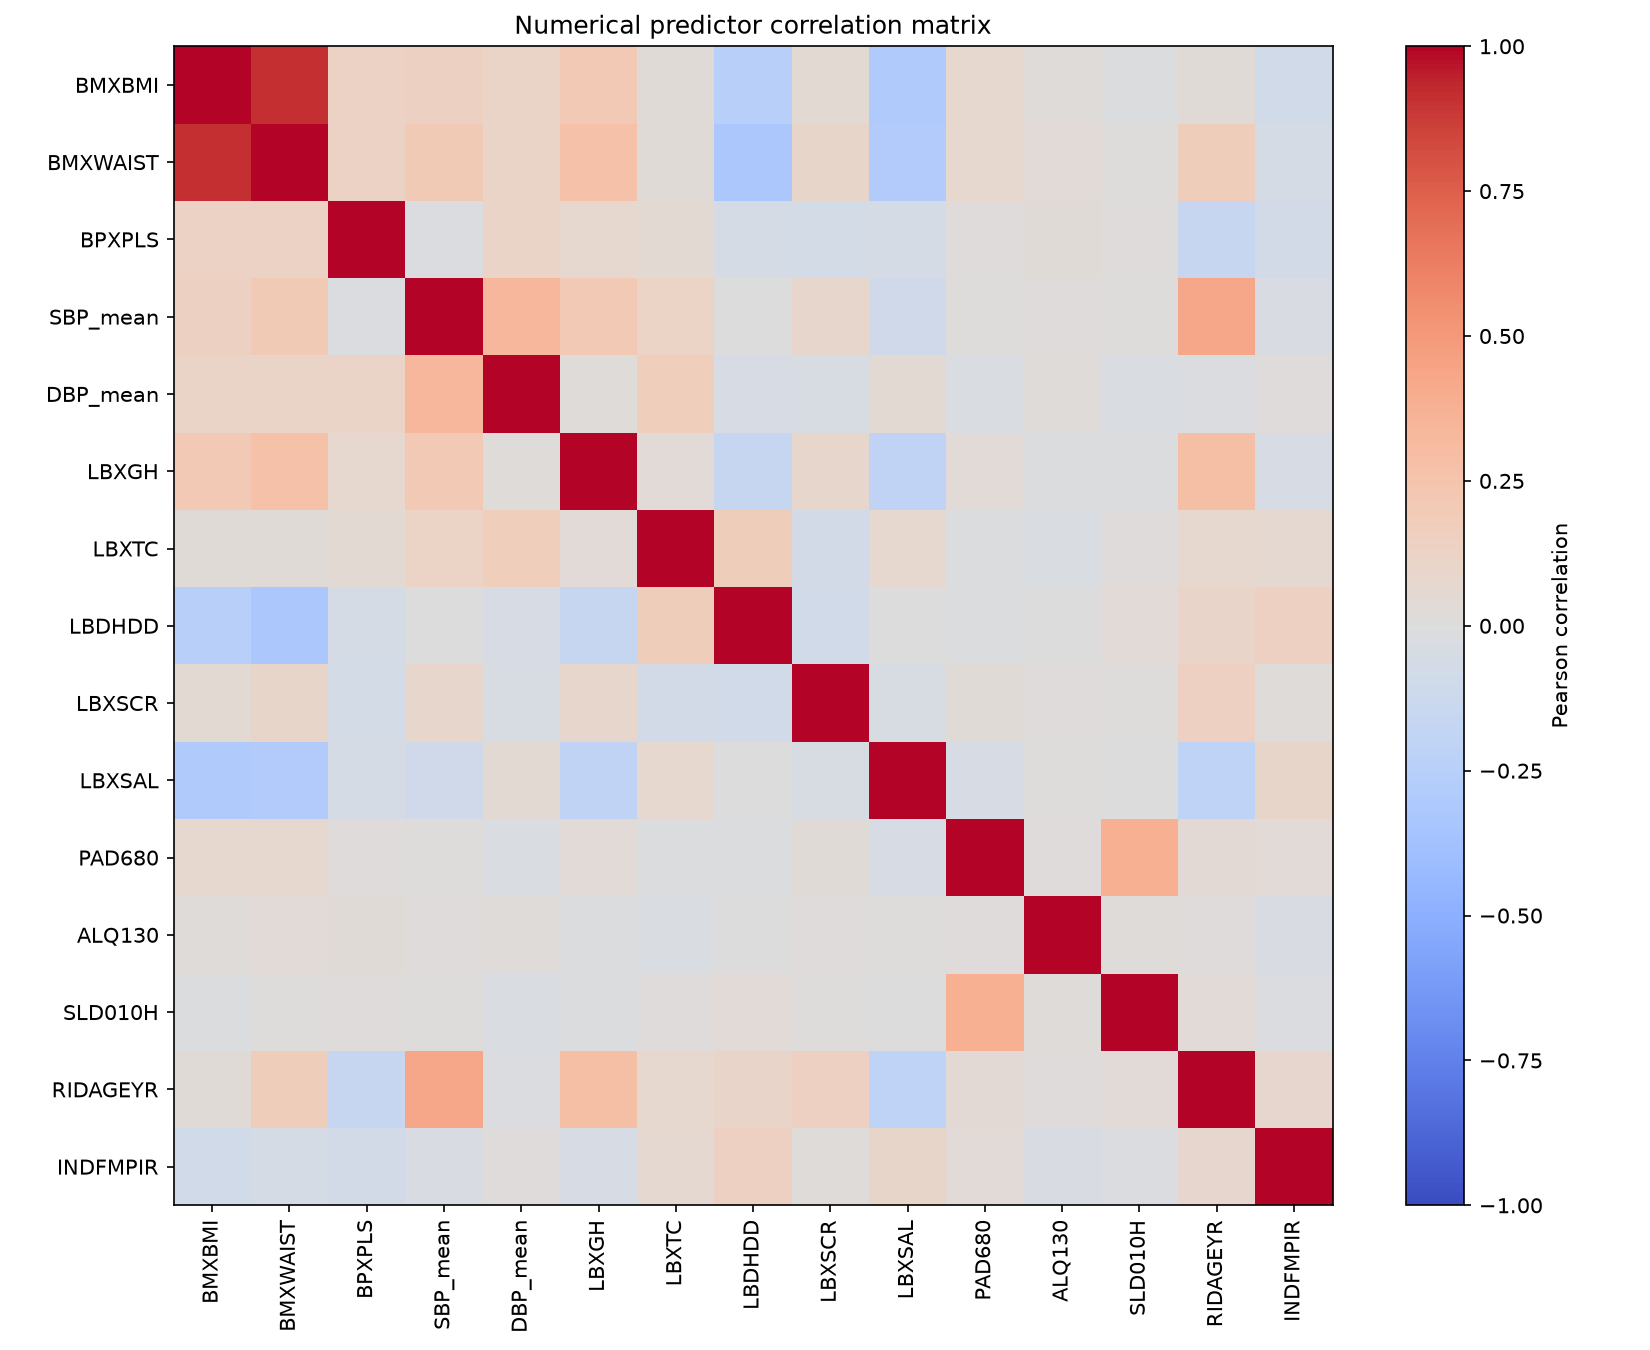 Numerical predictor correlation matrix
BMXBMI
BMXWAIST
BPXPLS
SBP_mean
DBP_mean
LBXGH
LBXTC
LBDHDD
LBXSCR
LBXSAL
PAD680
ALQ130
SLD010H
RIDAGEYR
INDFMPIR
BMXBMI
BMXWAIST
BPXPLS
SBP_mean
DBP_mean
LBXGH
LBXTC
LBDHDD
LBXSCR
LBXSAL
PAD680
ALQ130
SLD010H
RIDAGEYR
INDFMPIR
1.00
0.75
0.50
0.25
0.00
−0.25
−0.50
−0.75
−1.00
Pearson correlation